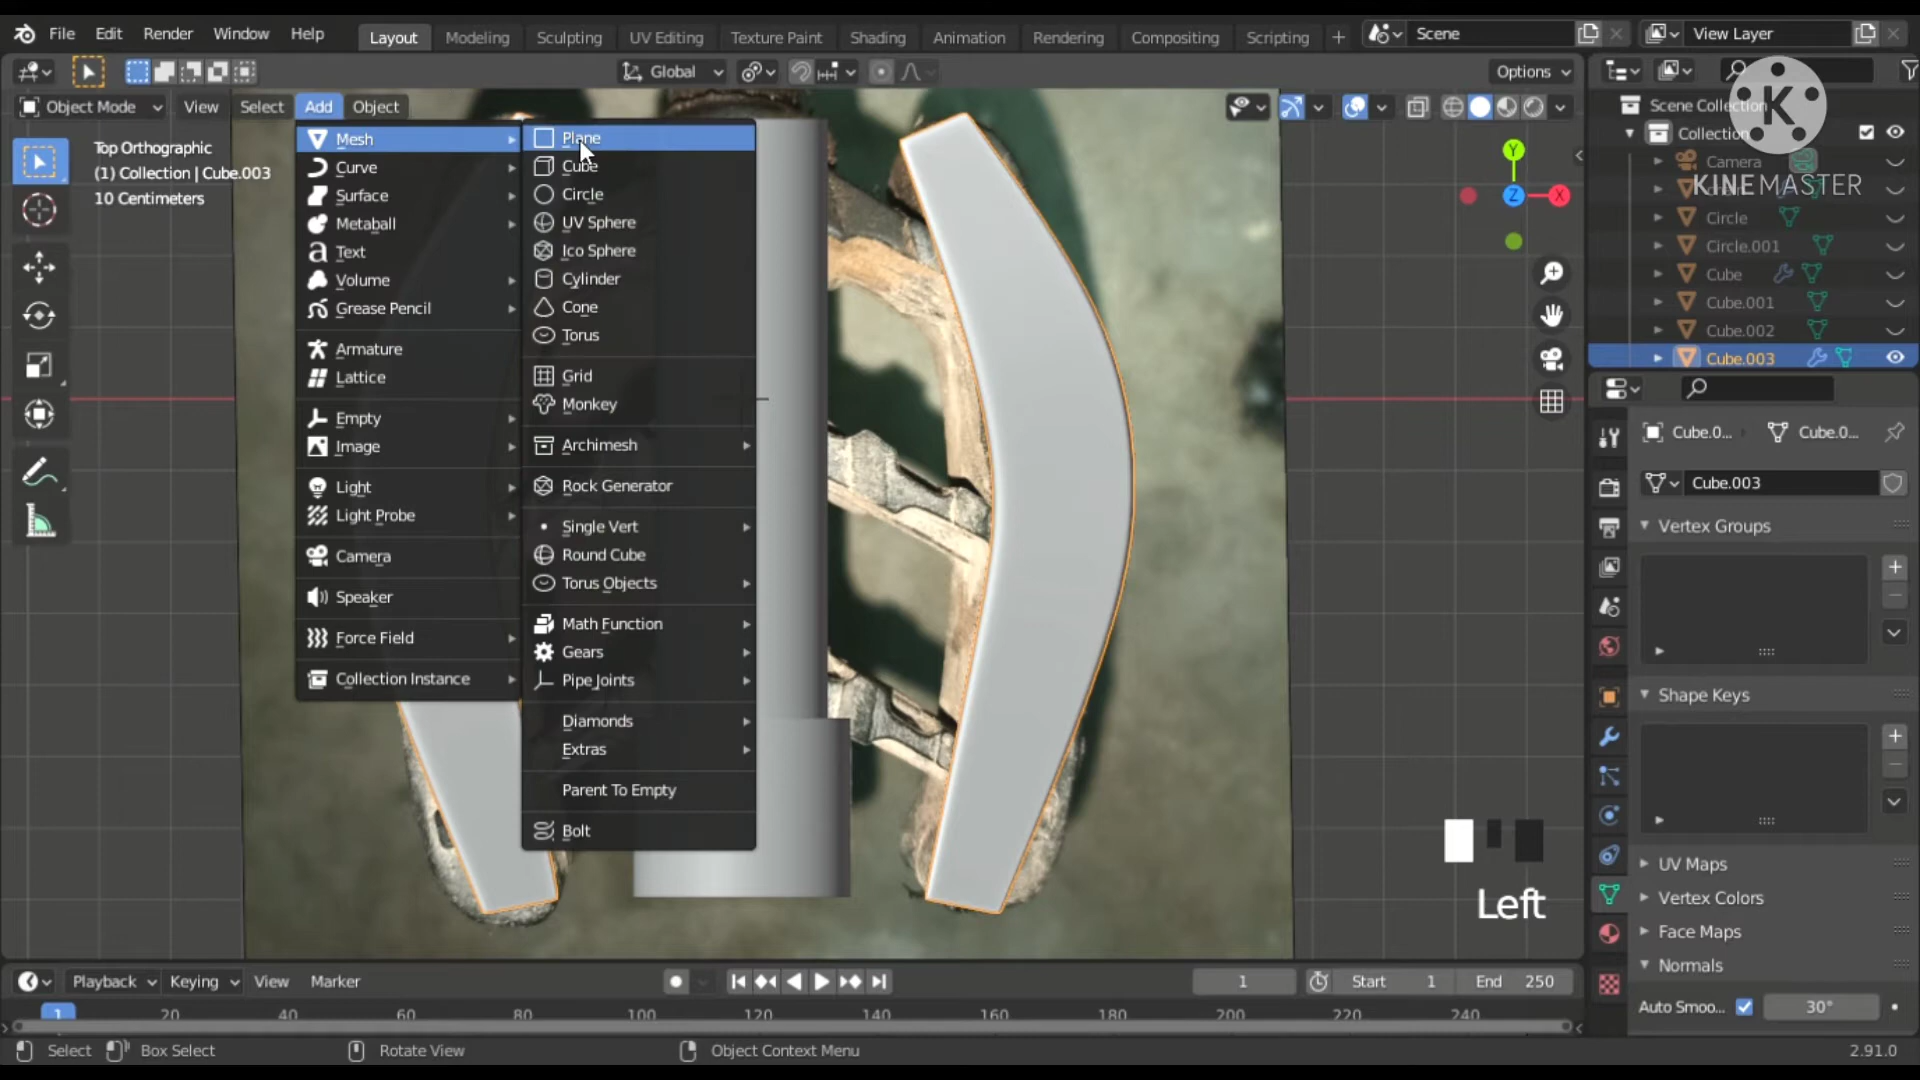 File Edit Render Window Help Layout Modeling Sculpting UV Editing Texture Paint Shading Animation Rendering Compositing Scripting + Scene View Layer
Global Options
Object Mode View Select Add Object
Top Orthographic
(1) Collection | Cube.003
10 Centimeters
Mesh
Curve
Surface
Metaball
Text
Volume
Grease Pencil
Armature
Lattice
Empty
Image
Light
Light Probe
Camera
Speaker
Force Field
Collection Instance
Plane
Cube
Circle
UV Sphere
Ico Sphere
Cylinder
Cone
Torus
Grid
Monkey
Archimesh
Rock Generator
Single Vert
Round Cube
Torus Objects
Math Function
Gears
Pipe Joints
Diamonds
Extras
Parent To Empty
Bolt
Y
Z
X
Left
K
KINEMASTER
Scene Collection
Collection
Camera
Circle
Circle.001
Cube
Cube.001
Cube.002
Cube.003
Cube.0... Cube.0...
Cube.003
Vertex Groups
Shape Keys
UV Maps
Vertex Colors
Face Maps
Normals
Auto Smoo... 30°
Playback Keying View Marker 1 Start 1 End 250
1 20 40 60 80 100 120 140 160 180 200 220 240
Select Box Select Rotate View Object Context Menu 2.91.0